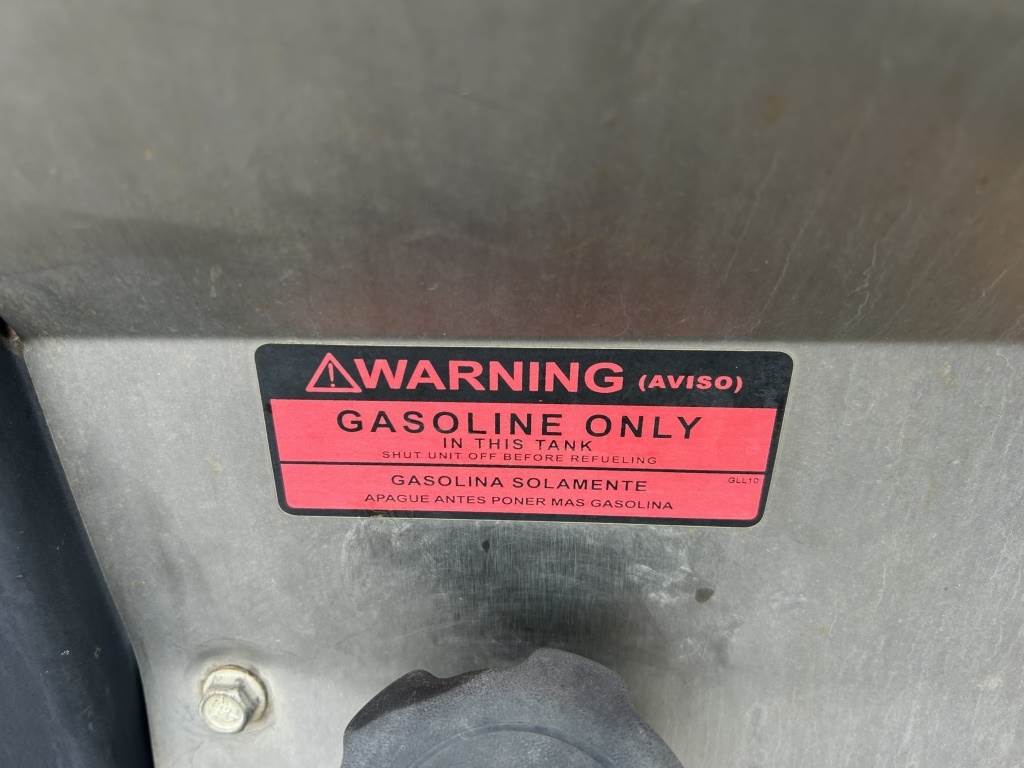 WARNING (AVISO)
GASOLINE ONLY
IN THIS TANK
SHUT UNIT OFF BEFORE REFUELING
GASOLINA SOLAMENTE
GLL10
APAGUE ANTES PONER MAS GASOLINA